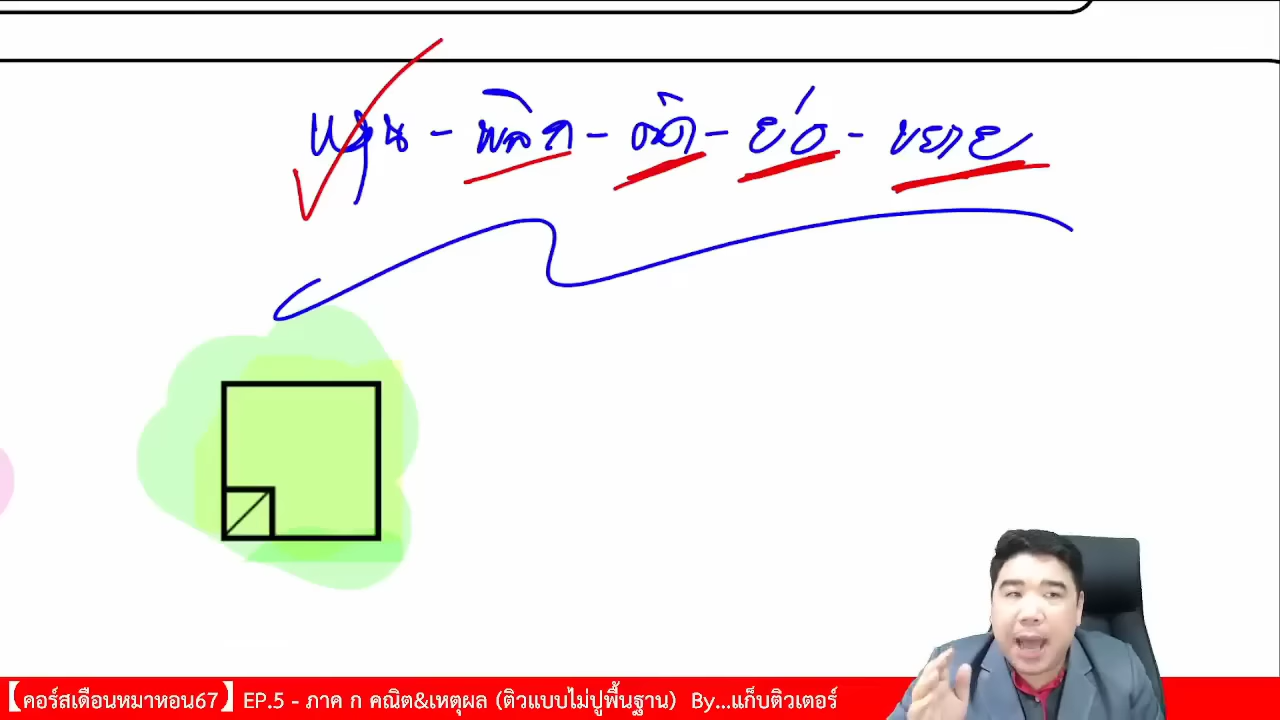 หมุน - พลิก - ตัด - ย่อ - ขยาย
【คอร์สเดือนหมาหอน67】 EP.5 - ภาค ก คณิต&เหตุผล (ติวแบบไม่ปูพื้นฐาน) By...แก็บติวเตอร์